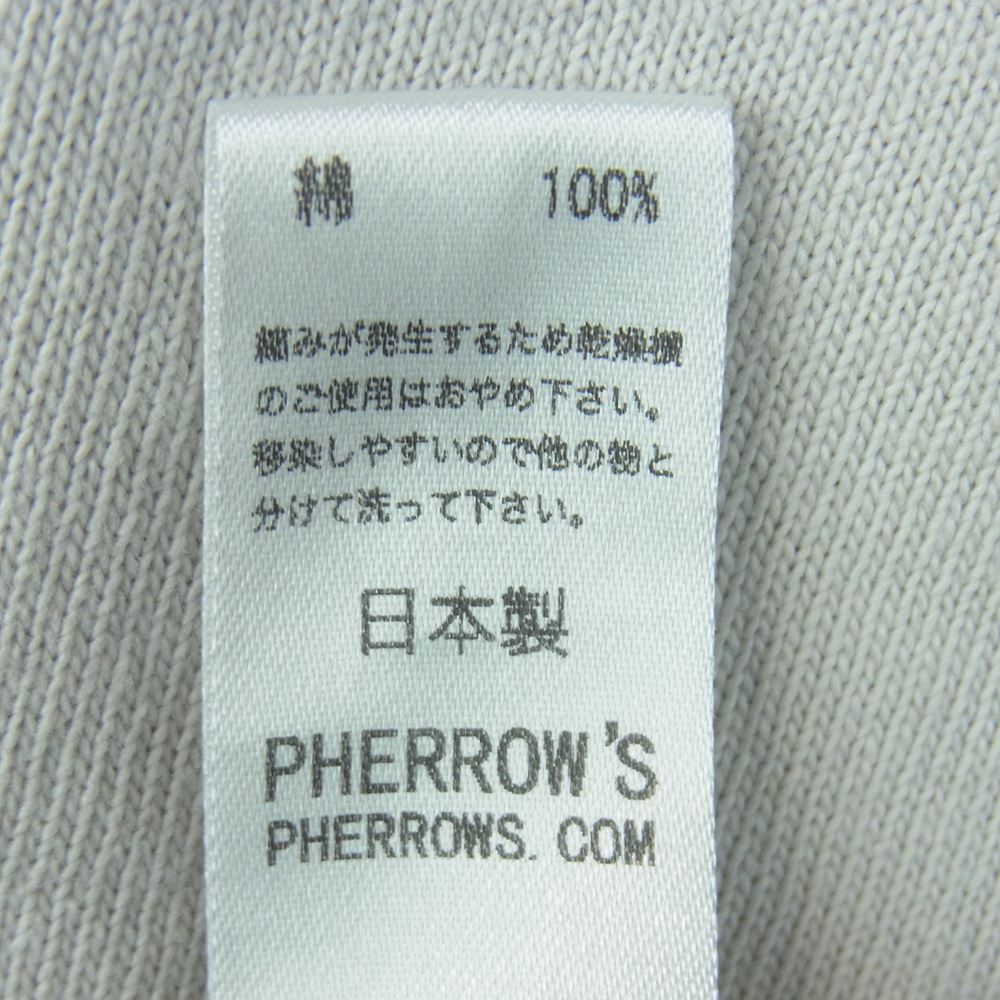 綿 100%
縮みが発生するため乾燥機
のご使用はおやめ下さい。
移染しやすいので他の物と
分けて洗って下さい。
日本製
PHERROW'S
PHERROWS.COM